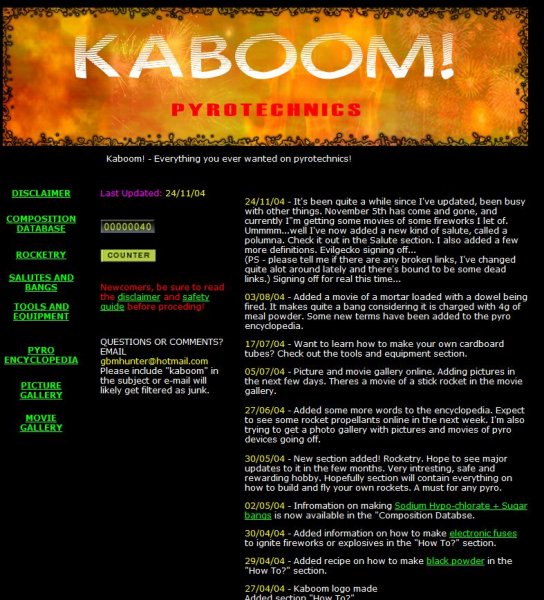 KABOOM!
PYROTECHNICS
Kaboom! - Everything you ever wanted on pyrotechnics!
DISCLAIMER
COMPOSITION
DATABASE
ROCKETRY
SALUTES AND
BANGS
TOOLS AND
EQUIPMENT
PYRO
ENCYCLOPEDIA
PICTURE
GALLERY
MOVIE
GALLERY
Last Updated: 24/11/04
00000040
COUNTER
Newcomers, be sure to read
the disclaimer and safety
guide before proceding!
QUESTIONS OR COMMENTS?
EMAIL
gbmhunter@hotmail.com
Please include "kaboom" in
the subject or e-mail will
likely get filtered as junk.
24/11/04 - It's been quite a while since I've updated, been busy
with other things. November 5th has come and gone, and
currently I"m getting some movies of some fireworks I let of.
Ummmm...well I've now added a new kind of salute, called a
polumna. Check it out in the Salute section. I also added a few
more definitions. Evilgecko signing off...
(PS - please tell me if there are any broken links, I've changed
quite alot around lately and there's bound to be some dead
links.) Signing off for real this time...
03/08/04 - Added a movie of a mortar loaded with a dowel being
fired. It makes quite a bang considering it is charged with 4g of
meal powder. Some new terms have been added to the pyro
encyclopedia.
17/07/04 - Want to learn how to make your own cardboard
tubes? Check out the tools and equipment section.
05/07/04 - Picture and movie gallery online. Adding pictures in
the next few days. Theres a movie of a stick rocket in the movie
gallery.
27/06/04 - Added some more words to the encyclopedia. Expect
to see some rocket propellants online in the next week. I'm also
trying to get a photo gallery with pictures and movies of pyro
devices going off.
30/05/04 - New section added! Rocketry. Hope to see major
updates to it in the few months. Very intresting, safe and
rewarding hobby. Hopefully section will contain everything on
how to build and fly your own rockets. A must for any pyro.
02/05/04 - Infromation on making Sodium Hypo-chlorate + Sugar
bangs is now available in the "Composition Databse.
30/04/04 - Added information on how to make electronic fuses
to ignite fireworks or explosives in the "How To?" section.
29/04/04 - Added recipe on how to make black powder in the
"How To?" section.
27/04/04 - Kaboom logo made
Added section "How To?"